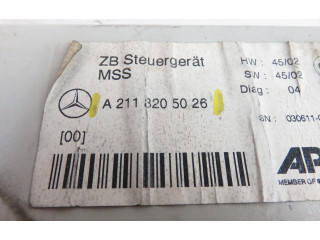 ZB Steuergerät
MSS
HW : 45/02
SW : 45/02
Diag : 04
A 211 820 50 26
SN : 030611-
[00]
AP
MEMBER OF